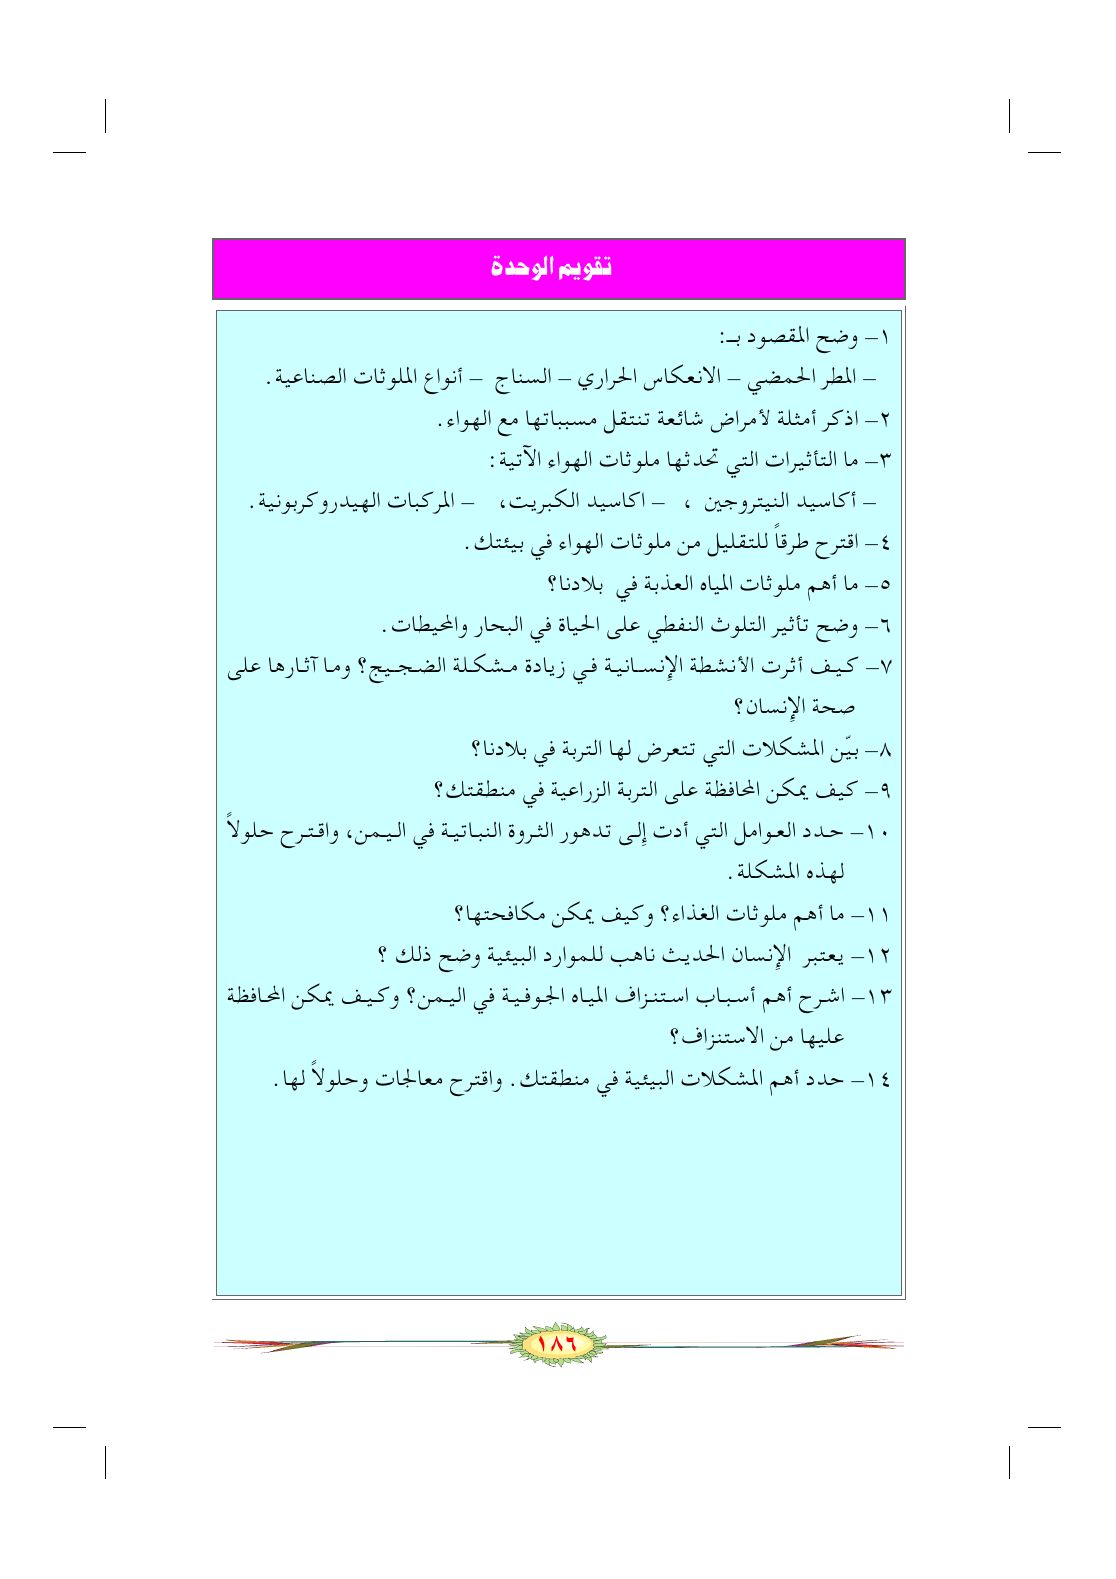 تقويم الوحدة
١– وضح المقصود بـ:
– المطر الحمضي – الانعكاس الحراري – السناج – أنواع الملوثات الصناعية.
٢– اذكر أمثلة لأمراض شائعة تنتقل مسبباتها مع الهواء.
٣– ما التأثيرات التي تحدثها ملوثات الهواء الآتية:
– أكاسيد النيتروجين ، – اكاسيد الكبريت، – المركبات الهيدروكربونية.
٤– اقترح طرقاً للتقليل من ملوثات الهواء في بيئتك.
٥– ما أهم ملوثات المياه العذبة في بلادنا؟
٦– وضح تأثير التلوث النفطي على الحياة في البحار والمحيطات.
٧– كيف أثرت الأنشطة الإنسانية في زيادة مشكلة الضجيج؟ وما آثارها على
صحة الإنسان؟
٨– بيّن المشكلات التي تتعرض لها التربة في بلادنا؟
٩– كيف يمكن المحافظة على التربة الزراعية في منطقتك؟
١٠– حدد العوامل التي أدت إلى تدهور الثروة النباتية في اليمن، واقترح حلولاً
لهذه المشكلة.
١١– ما أهم ملوثات الغذاء؟ وكيف يمكن مكافحتها؟
١٢– يعتبر الإنسان الحديث ناهب للموارد البيئية وضح ذلك ؟
١٣– اشرح أهم أسباب استنزاف المياه الجوفية في اليمن؟ وكيف يمكن المحافظة
عليها من الاستنزاف؟
١٤– حدد أهم المشكلات البيئية في منطقتك. واقترح معالجات وحلولاً لها.
١٨٦